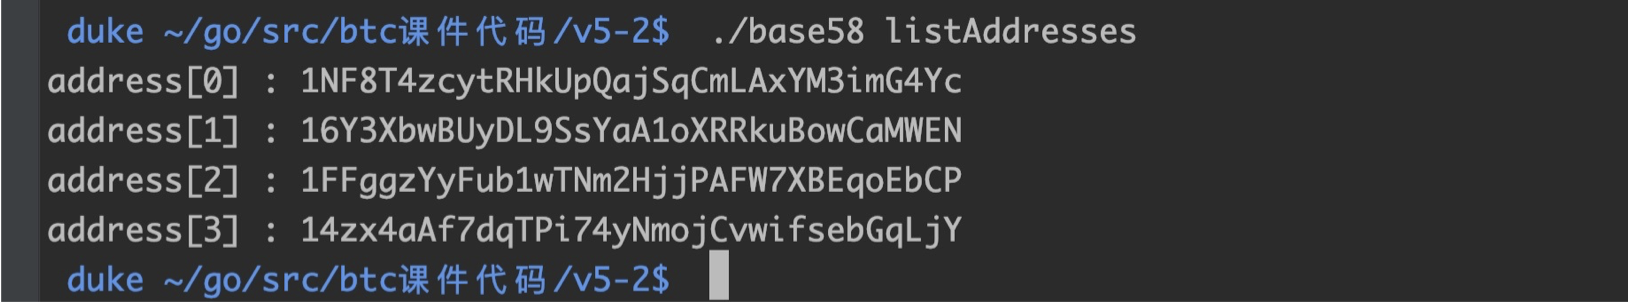 duke ~/go/src/btc课件代码/v5-2$ ./base58 listAddresses
address[0] : 1NF8T4zcytRHkUpQajSqCmLAxYM3imG4Yc
address[1] : 16Y3XbwBUyDL9SsYaA1oXRRkuBowCaMWEN
address[2] : 1FFggzYyFub1wTNm2HjjPAFW7XBEqoEbCP
address[3] : 14zx4aAf7dqTPi74yNmojCvwifsebGqLjY
duke ~/go/src/btc课件代码/v5-2$